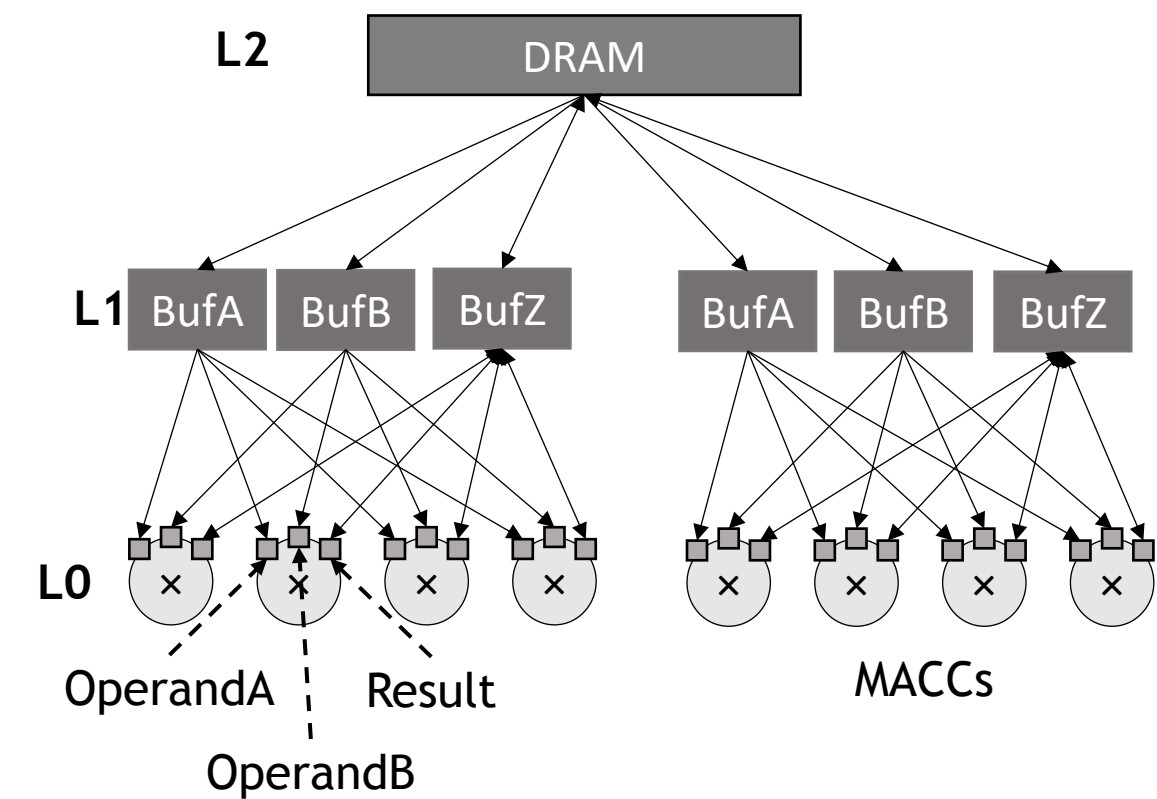 L2
DRAM
L1
BufA
BufB
BufZ
BufA
BufB
BufZ
L0
×
×
×
×
×
×
×
×
OperandA
Result
MACCs
OperandB